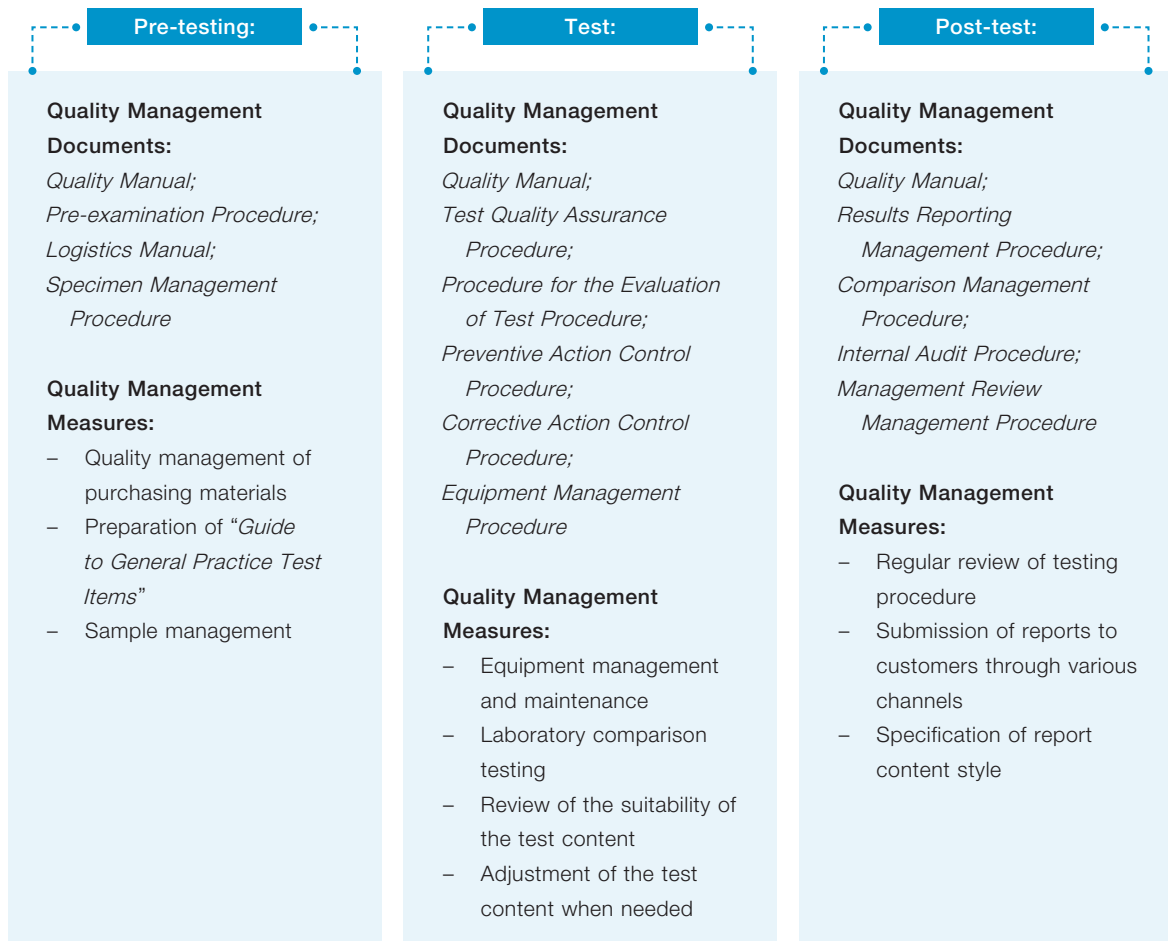 Pre-testing:
Quality Management
Documents:
Quality Manual;
Pre-examination Procedure;
Logistics Manual;
Specimen Management
Procedure
Quality Management
Measures:
– Quality management of
purchasing materials
– Preparation of “Guide
to General Practice Test
Items”
– Sample management
Test:
Quality Management
Documents:
Quality Manual;
Test Quality Assurance
Procedure;
Procedure for the Evaluation
of Test Procedure;
Preventive Action Control
Procedure;
Corrective Action Control
Procedure;
Equipment Management
Procedure
Quality Management
Measures:
– Equipment management
and maintenance
– Laboratory comparison
testing
– Review of the suitability of
the test content
– Adjustment of the test
content when needed
Post-test:
Quality Management
Documents:
Quality Manual;
Results Reporting
Management Procedure;
Comparison Management
Procedure;
Internal Audit Procedure;
Management Review
Management Procedure
Quality Management
Measures:
– Regular review of testing
procedure
– Submission of reports to
customers through various
channels
– Specification of report
content style